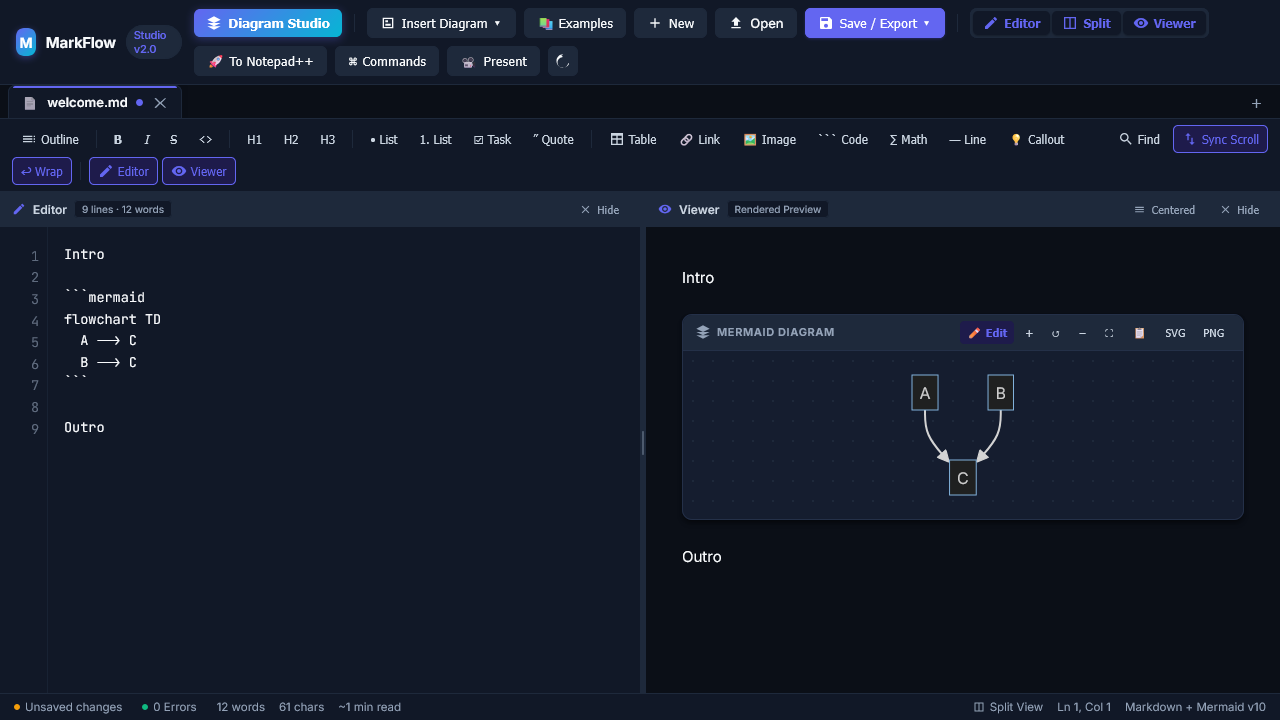 M MarkFlow Studio v2.0
Diagram Studio Insert Diagram ▾ Examples + New Open Save / Export ▾ Editor Split Viewer
To Notepad++ ⌘ Commands Present
welcome.md +
Outline B I S <> H1 H2 H3 • List 1. List ☑ Task " Quote Table Link Image ``` Code ∑ Math — Line Callout Find Sync Scroll
↩ Wrap Editor Viewer
Editor 9 lines · 12 words Hide
Viewer Rendered Preview Centered Hide
1 Intro
2
3 ```mermaid
4 flowchart TD
5 A --> C
6 B --> C
7 ```
8
9 Outro
Intro
MERMAID DIAGRAM Edit + ↺ − SVG PNG
A B
C
Outro
Unsaved changes 0 Errors 12 words 61 chars ~1 min read Split View Ln 1, Col 1 Markdown + Mermaid v10